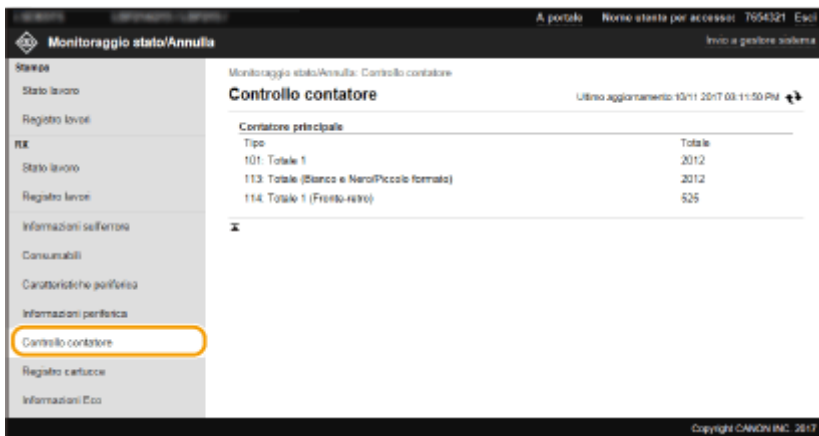 A portale Nome utente per accesso: 7654321 Esci
Monitoraggio stato/Annulla
Invio a gestore sistema
Stampa
Stato lavoro
Registro lavori
RX
Stato lavoro
Registro lavori
Informazioni sull'errore
Consumabili
Caratteristiche periferica
Informazioni periferica
Controllo contatore
Registro cartucce
Informazioni Eco
Monitoraggio stato/Annulla: Controllo contatore
Controllo contatore
Ultimo aggiornamento:10/11 2017 03:11:50 PM
Contatore principale
Tipo Totale
101: Totale 1 2012
113: Totale (Bianco e Nero/Piccolo formato) 2012
114: Totale 1 (Fronte-retro) 525
Copyright CANON INC. 2017